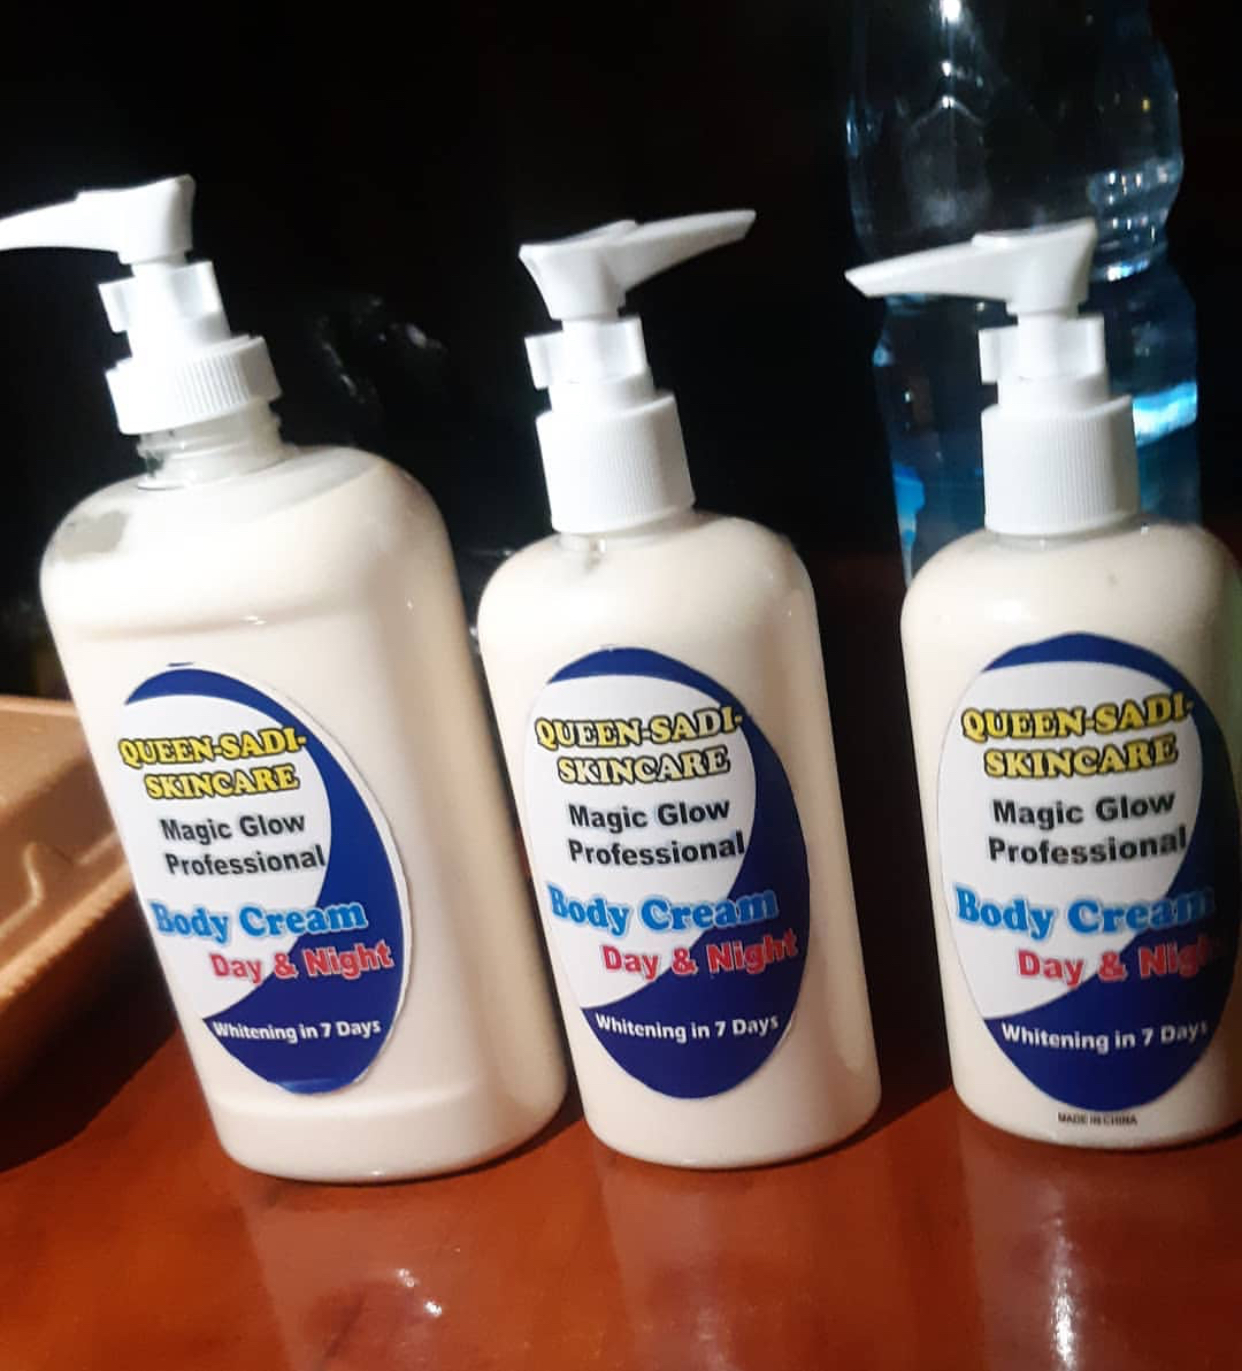 QUEEN-SADI-
SKINCARE
Magic Glow
Professional
Body Cream
Day & Night
Whitening in 7 Days
QUEEN-SADI-
SKINCARE
Magic Glow
Professional
Body Cream
Day & Night
Whitening in 7 Days
QUEEN-SADI-
SKINCARE
Magic Glow
Professional
Body Cream
Day & Nigh
Whitening in 7 Days
MADE IN CHINA